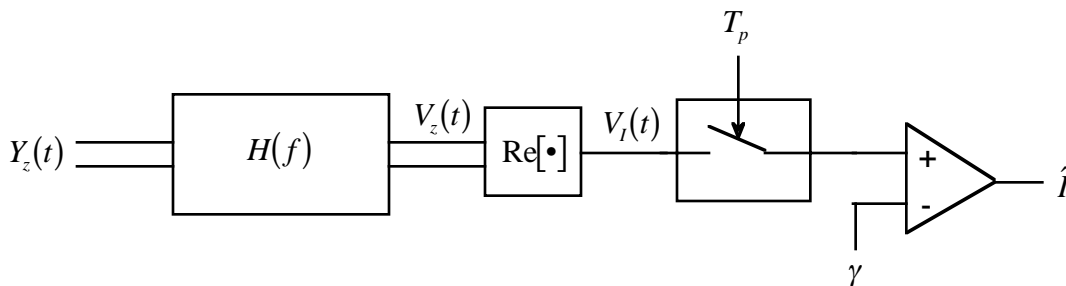 T_p
Y_z(t)
H(f)
V_z(t)
Re[•]
V_I(t)
+
-
γ
Î